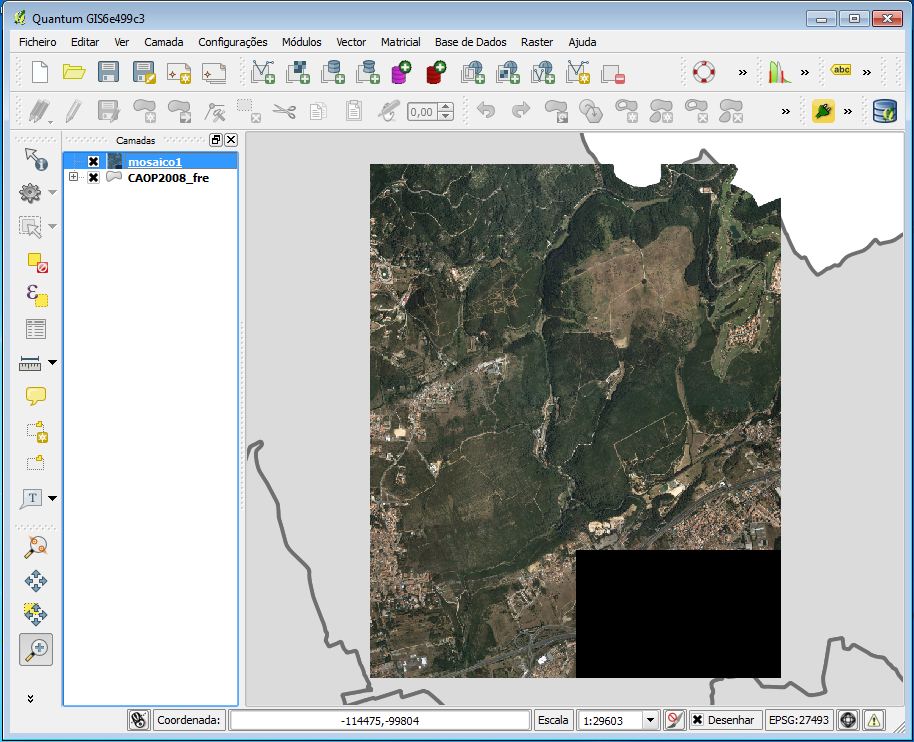 Quantum GIS6e499c3
Ficheiro Editar Ver Camada Configurações Módulos Vector Matricial Base de Dados Raster Ajuda
abc
0,00
Camadas
mosaico1
CAOP2008_fre
ε
T
Coordenada: -114475,-99804 Escala 1:29603 Desenhar EPSG:27493